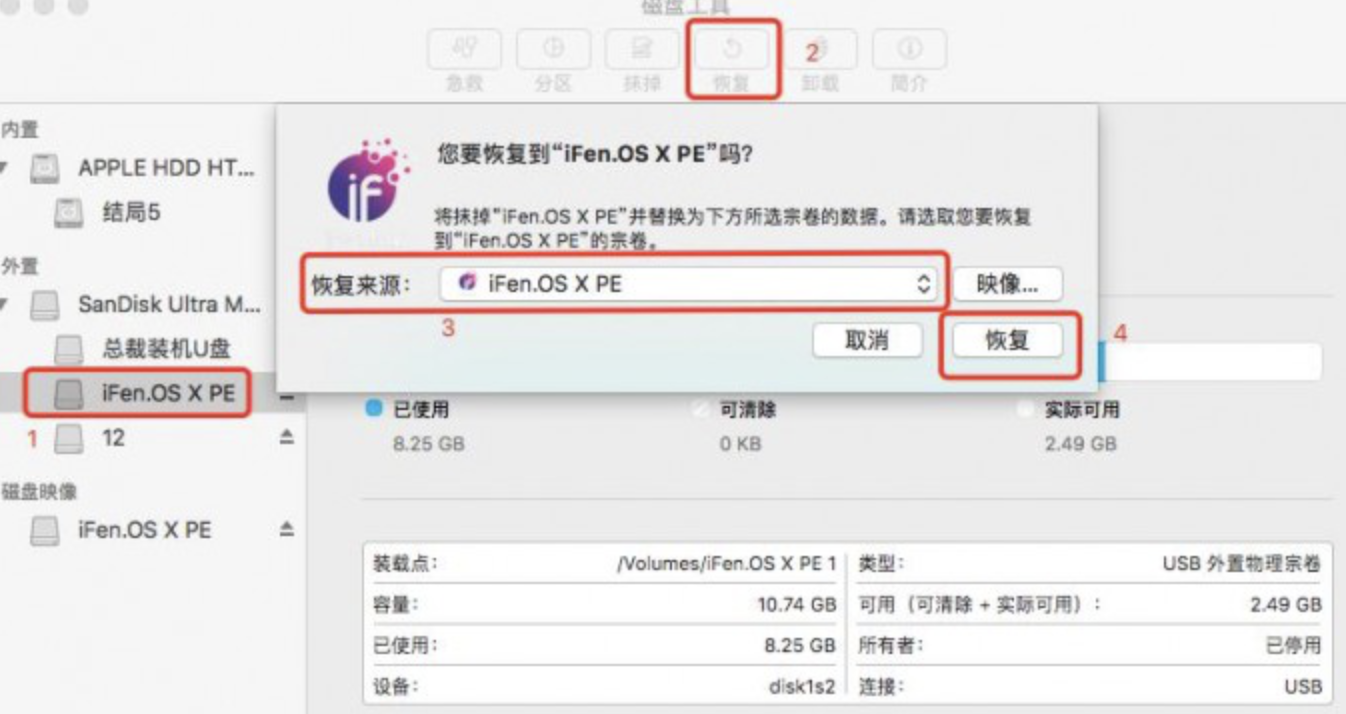 磁盘工具
急救
分区
抹掉
恢复
2
卸载
简介
内置
APPLE HDD HT...
结局5
外置
SanDisk Ultra M...
总裁装机U盘
iFen.OS X PE
1
12
磁盘映像
iFen.OS X PE
iF
您要恢复到“iFen.OS X PE”吗?
将抹掉“iFen.OS X PE”并替换为下方所选宗卷的数据。请选取您要恢复
到“iFen.OS X PE”的宗卷。
恢复来源: iFen.OS X PE 映像...
3
取消 恢复
4
已使用 可清除 实际可用
8.25 GB 0 KB 2.49 GB
装载点: /Volumes/iFen.OS X PE 1 类型: USB 外置物理宗卷
容量: 10.74 GB 可用（可清除 + 实际可用）: 2.49 GB
已使用: 8.25 GB 所有者: 已停用
设备: disk1s2 连接: USB